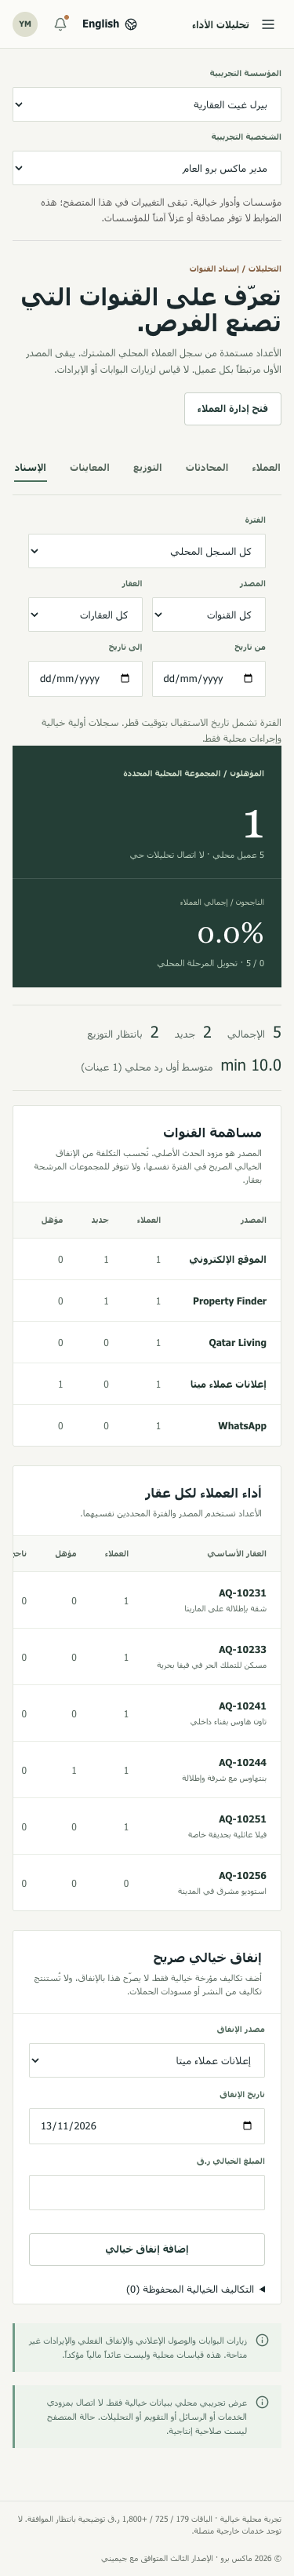 تحليلات الأداء
English
YM
المؤسسة التجريبية
بيرل غيت العقارية
الشخصية التجريبية
مدير ماكس برو العام
مؤسسات وأدوار خيالية. تبقى التغييرات في هذا المتصفح؛ هذه
الضوابط لا توفر مصادقة أو عزلاً آمناً للمؤسسات.
التحليلات / إسناد القنوات
تعرّف على القنوات التي
تصنع الفرص.
الأعداد مستمدة من سجل العملاء المحلي المشترك. يبقى المصدر
الأول مرتبطاً بكل عميل. لا قياس لزيارات البوابات أو الإيرادات.
فتح إدارة العملاء
العملاء المحادثات التوزيع المعاينات الإسناد
الفترة
كل السجل المحلي
المصدر العقار
كل القنوات كل العقارات
من تاريخ إلى تاريخ
dd/mm/yyyy dd/mm/yyyy
الفترة تشمل تاريخ الاستقبال بتوقيت قطر. سجلات أولية خيالية
وإجراءات محلية فقط.
المؤهلون / المجموعة المحلية المحددة
1
5 عميل محلي · لا اتصال تحليلات حي
الناجحون / إجمالي العملاء
0.0%
0 / 5 · تحويل المرحلة المحلي
5 الإجمالي 2 جديد 2 بانتظار التوزيع
10.0 min متوسط أول رد محلي (1 عينات)
مساهمة القنوات
المصدر هو مزود الحدث الأصلي. تُحسب التكلفة من الإنفاق
الخيالي الصريح في الفترة نفسها، ولا تتوفر للمجموعات المرشحة
بعقار.
المصدر العملاء جديد مؤهل
الموقع الإلكتروني 1 1 0
Property Finder 1 1 0
Qatar Living 1 0 0
إعلانات عملاء ميتا 1 0 1
WhatsApp 1 0 0
أداء العملاء لكل عقار
الأعداد تستخدم المصدر والفترة المحددين نفسيهما.
العقار الأساسي العملاء مؤهل
AQ-10231 1 0 0
شقة بإطلالة على المارينا
AQ-10233 1 0 0
مسكن للتملك الحر في فيفا بحرية
AQ-10241 1 0 0
تاون هاوس بفناء داخلي
AQ-10244 1 1 0
بنتهاوس مع شرفة وإطلالة
AQ-10251 1 0 0
فيلا عائلية بحديقة خاصة
AQ-10256 0 0 0
استوديو مشرق في المدينة
إنفاق خيالي صريح
أضف تكاليف مؤرخة خيالية فقط. لا يصرّح هذا بالإنفاق، ولا تُستنتج
تكاليف من النشر أو مسودات الحملات.
مصدر الإنفاق
إعلانات عملاء ميتا
تاريخ الإنفاق
13/11/2026
المبلغ الخيالي ر.ق
إضافة إنفاق خيالي
التكاليف الخيالية المحفوظة (0)
زيارات البوابات والوصول الإعلاني والإنفاق الفعلي والإيرادات غير
متاحة. هذه قياسات محلية وليست عائداً مالياً مؤكداً.
عرض تجريبي محلي ببيانات خيالية فقط. لا اتصال بمزودي
الخدمات أو الرسائل أو التقويم أو التحليلات. حالة المتصفح
ليست صلاحية إنتاجية.
تجربة محلية خيالية · الباقات 179 / 725 / +1,800 ر.ق توضيحية بانتظار الموافقة. لا
توجد خدمات خارجية متصلة.
© 2026 ماكس برو · الإصدار الثالث المتوافق مع جيميني